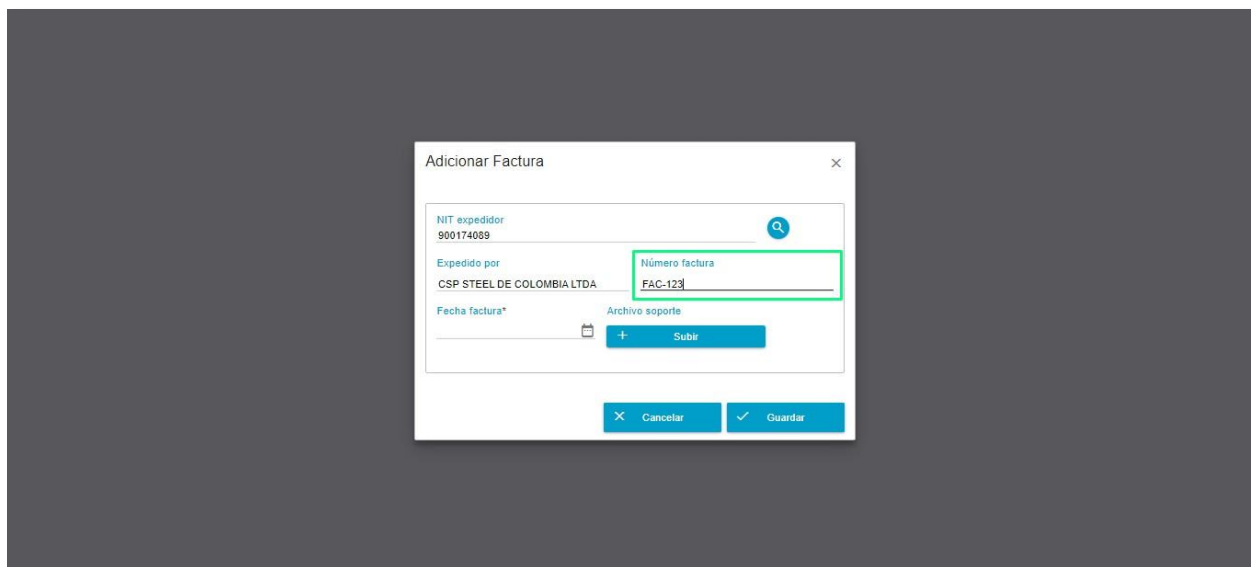 Adicionar Factura
NIT expedidor
900174089
Expedido por
Número factura
CSP STEEL DE COLOMBIA LTDA
FAC-123
Fecha factura*
Archivo soporte
Subir
Cancelar
Guardar